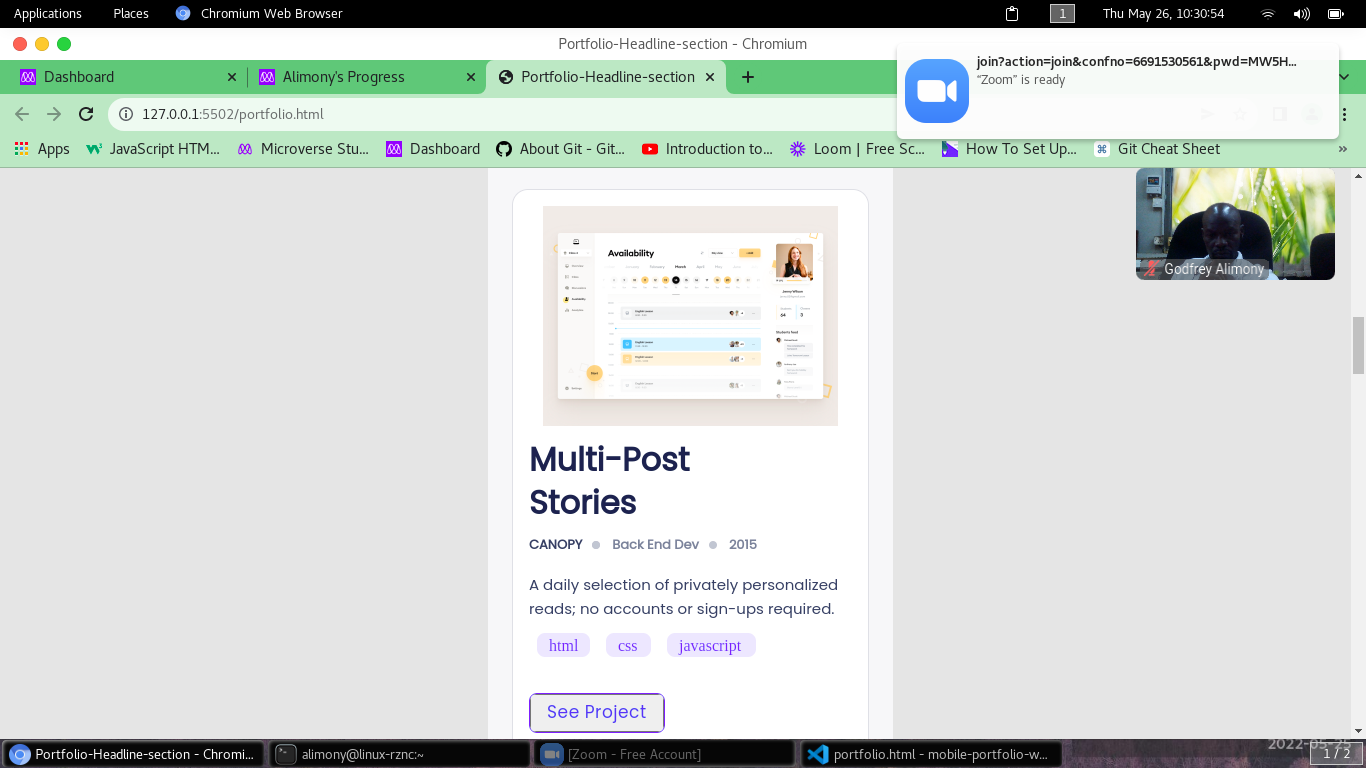 Applications Places Chromium Web Browser 1 Thu May 26, 10:30:54
Portfolio-Headline-section - Chromium
Dashboard Alimony's Progress Portfolio-Headline-section
join?action=join&confno=6691530561&pwd=MW5H...
“Zoom” is ready
127.0.0.1:5502/portfolio.html
Apps JavaScript HTM... Microverse Stu... Dashboard About Git - Git... Introduction to... Loom | Free Sc... How To Set Up... Git Cheat Sheet
Godfrey Alimony
Availability
Multi-Post
Stories
CANOPY Back End Dev 2015
A daily selection of privately personalized
reads; no accounts or sign-ups required.
html css javascript
See Project
Portfolio-Headline-section - Chromi... alimony@linux-rznc:~ [Zoom - Free Account] portfolio.html - mobile-portfolio-w...
2022-05-25
1 / 2